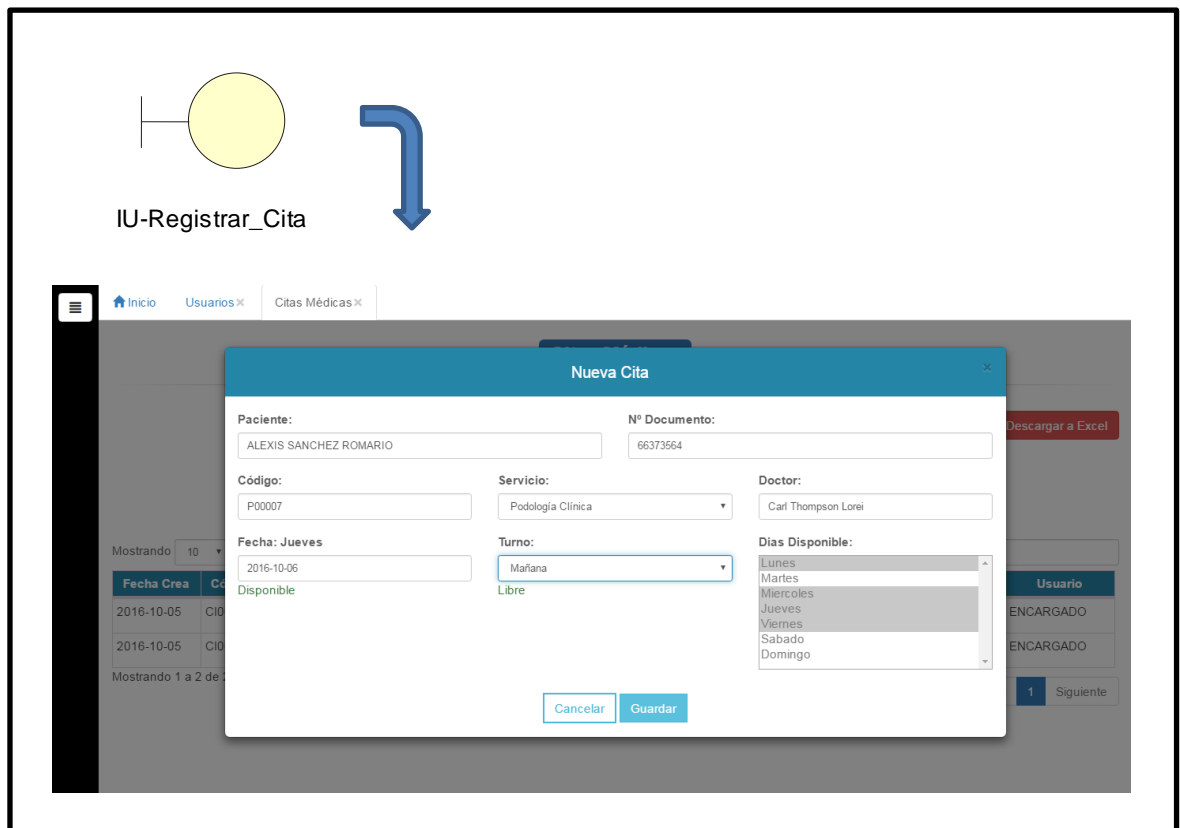 IU-Registrar_Cita
Inicio Usuarios× Citas Médicas×
Nueva Cita ×
Paciente: Nº Documento:
ALEXIS SANCHEZ ROMARIO 66373564
Descargar a Excel
Código: Servicio: Doctor:
P00007 Podología Clínica Carl Thompson Lorei
Fecha: Jueves Turno: Dias Disponible:
2016-10-06 Mañana
Disponible Libre
Lunes
Martes
Miercoles
Jueves
Viernes
Sabado
Domingo
Mostrando 10
Fecha Crea Usuario
2016-10-05 ENCARGADO
2016-10-05 ENCARGADO
Mostrando 1 a 2 de
1 Siguiente
Cancelar Guardar